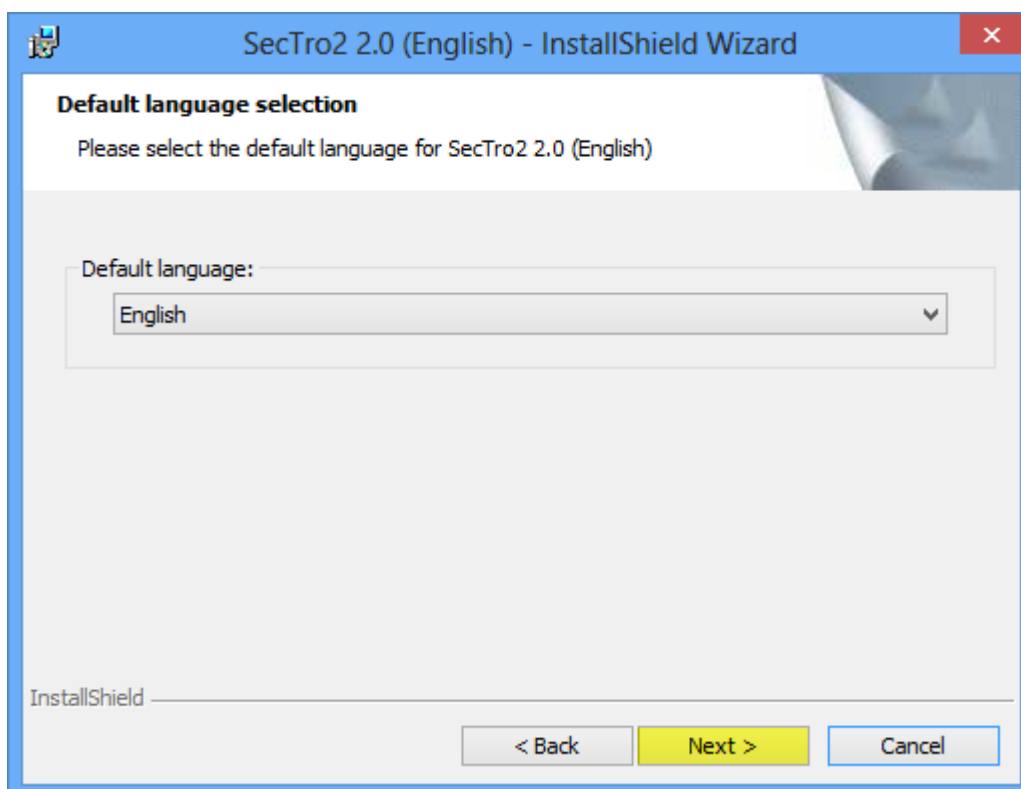 SecTro2 2.0 (English) - InstallShield Wizard
Default language selection
Please select the default language for SecTro2 2.0 (English)
Default language:
English
InstallShield
< Back
Next >
Cancel